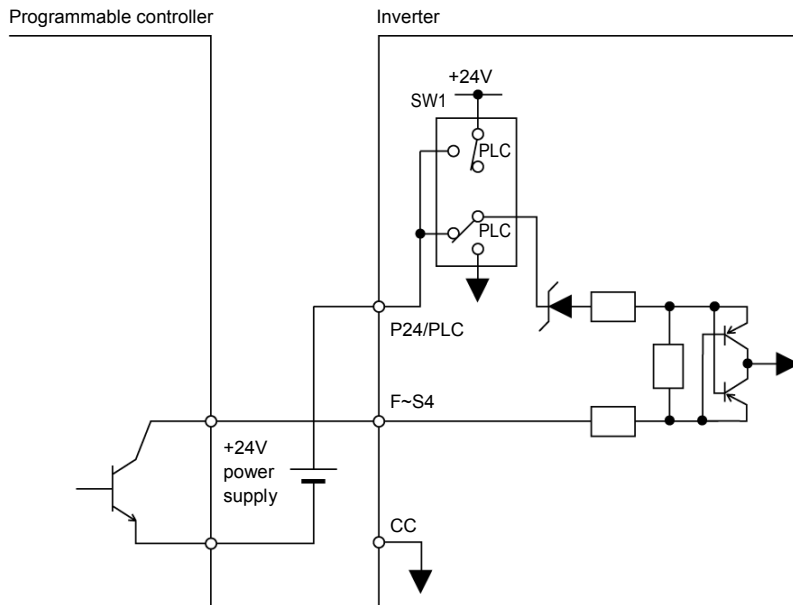 Programmable controller
Inverter
+24V
SW1
PLC
PLC
P24/PLC
F~S4
+24V
power
supply
CC